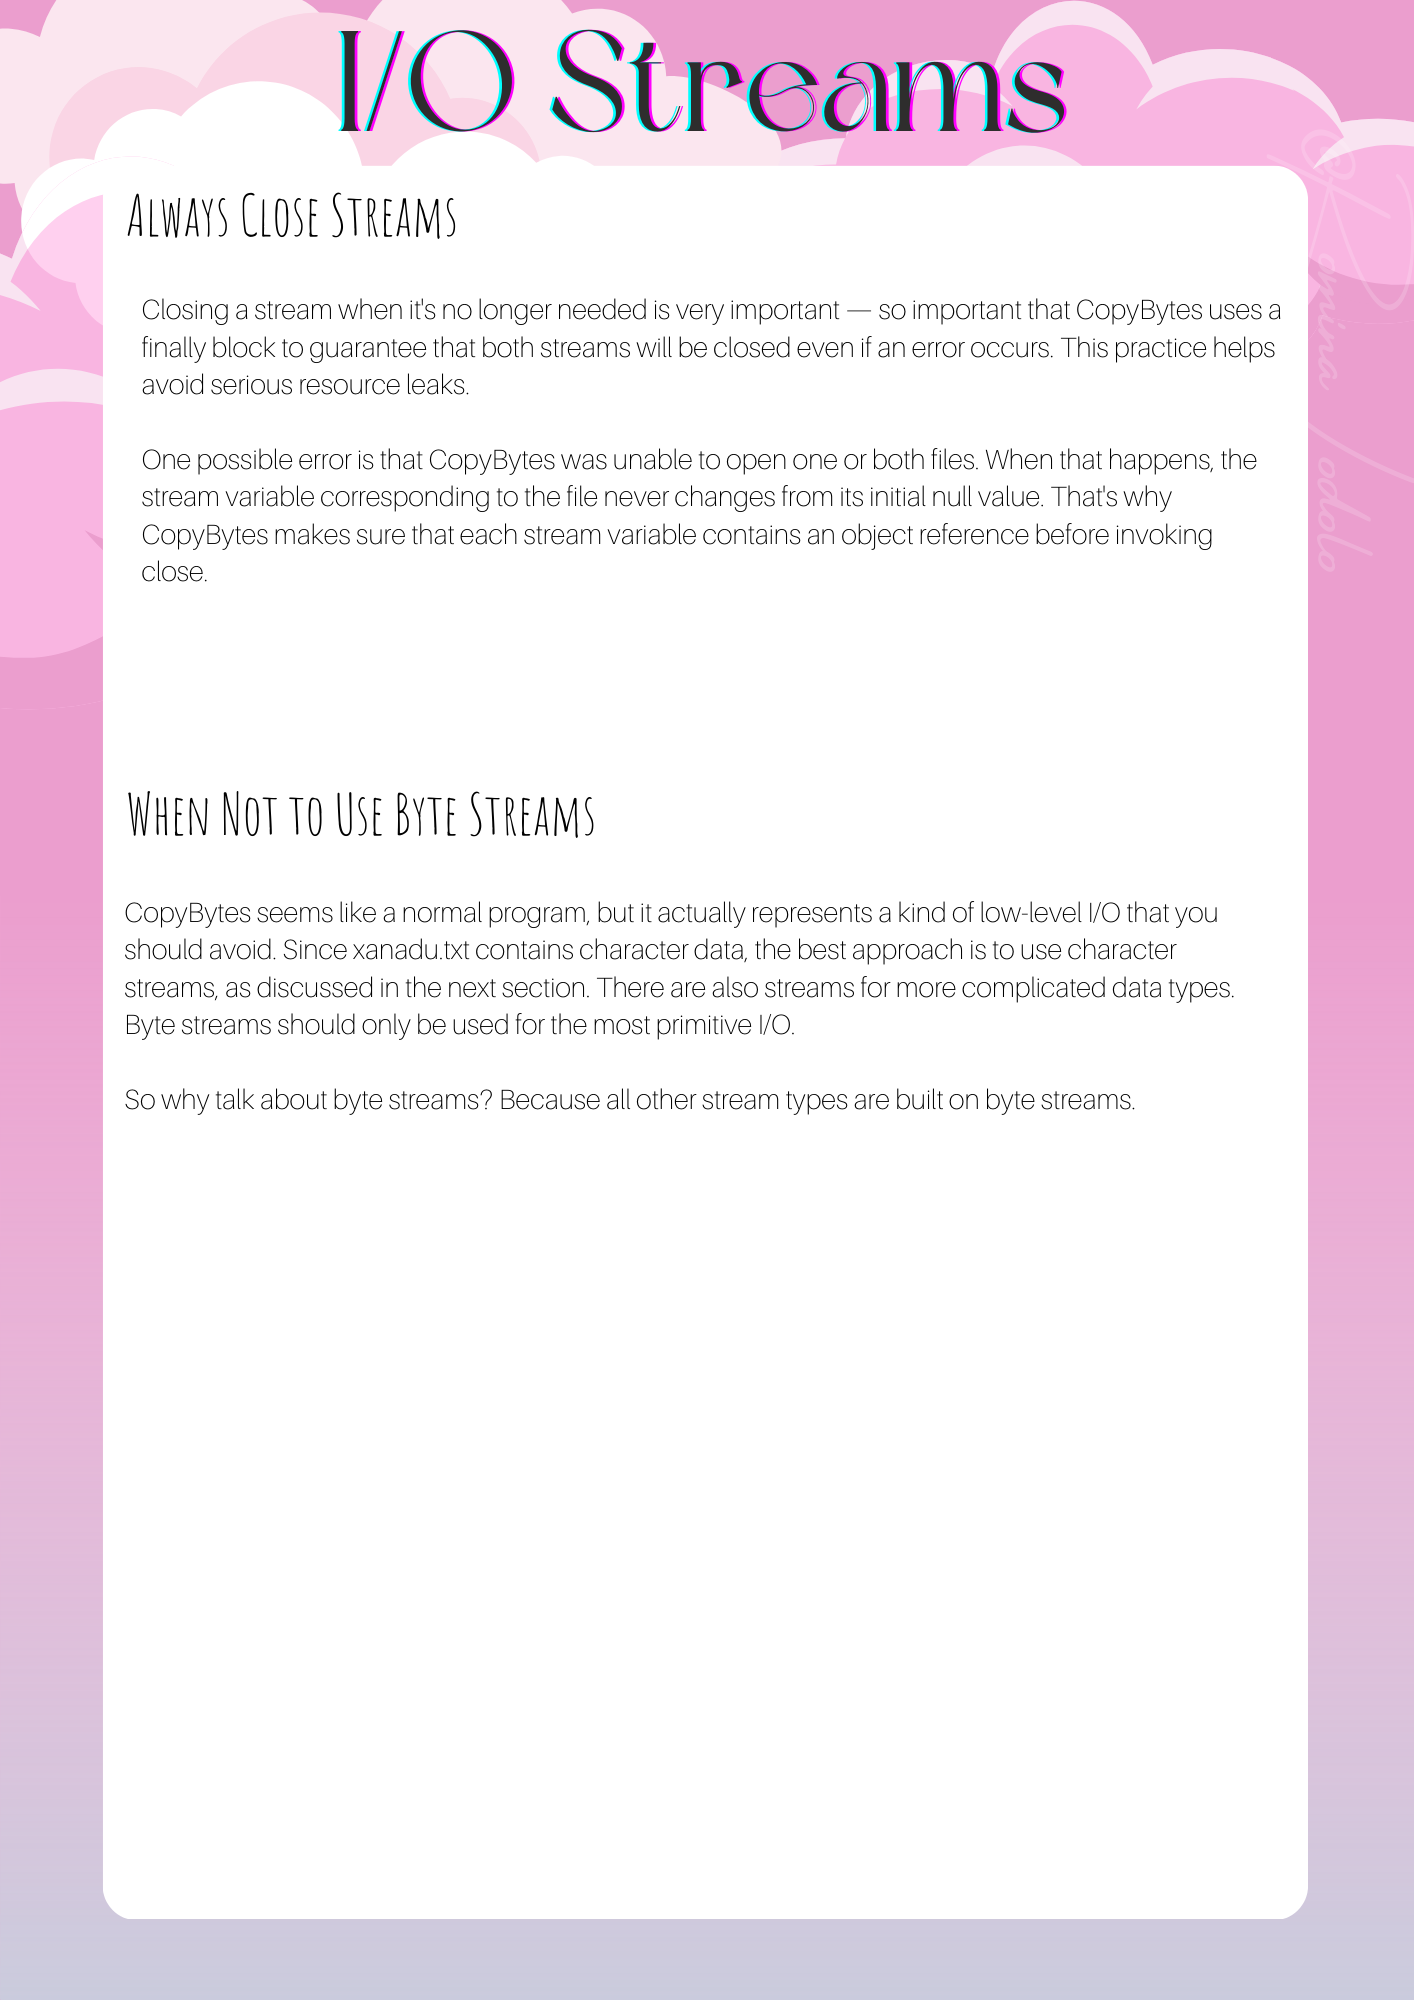 I/O Streams
Always Close Streams
Closing a stream when it's no longer needed is very important — so important that CopyBytes uses a
finally block to guarantee that both streams will be closed even if an error occurs. This practice helps
avoid serious resource leaks.
One possible error is that CopyBytes was unable to open one or both files. When that happens, the
stream variable corresponding to the file never changes from its initial null value. That's why
CopyBytes makes sure that each stream variable contains an object reference before invoking
close.
When Not to Use Byte Streams
CopyBytes seems like a normal program, but it actually represents a kind of low-level I/O that you
should avoid. Since xanadu.txt contains character data, the best approach is to use character
streams, as discussed in the next section. There are also streams for more complicated data types.
Byte streams should only be used for the most primitive I/O.
So why talk about byte streams? Because all other stream types are built on byte streams.